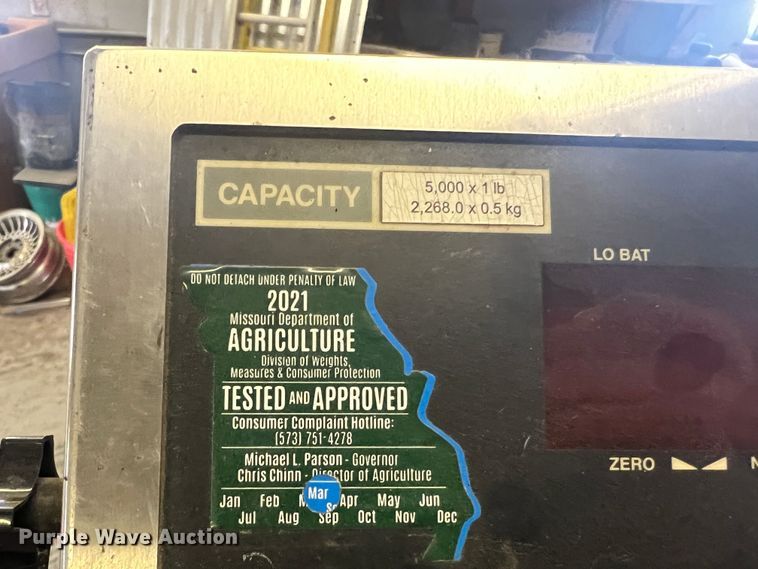 CAPACITY
5,000 x 1 lb
2,268.0 x 0.5 kg
LO BAT
DO NOT DETACH UNDER PENALTY OF LAW
2021
Missouri Department of
AGRICULTURE
Division of Weights,
Measures & Consumer Protection
TESTED AND APPROVED
Consumer Complaint Hotline:
(573) 751-4278
Michael L. Parson - Governor
Chris Chinn - Director of Agriculture
Jan Feb Mar Apr May Jun
Jul Aug Sep Oct Nov Dec
ZERO
Purple Wave Auction